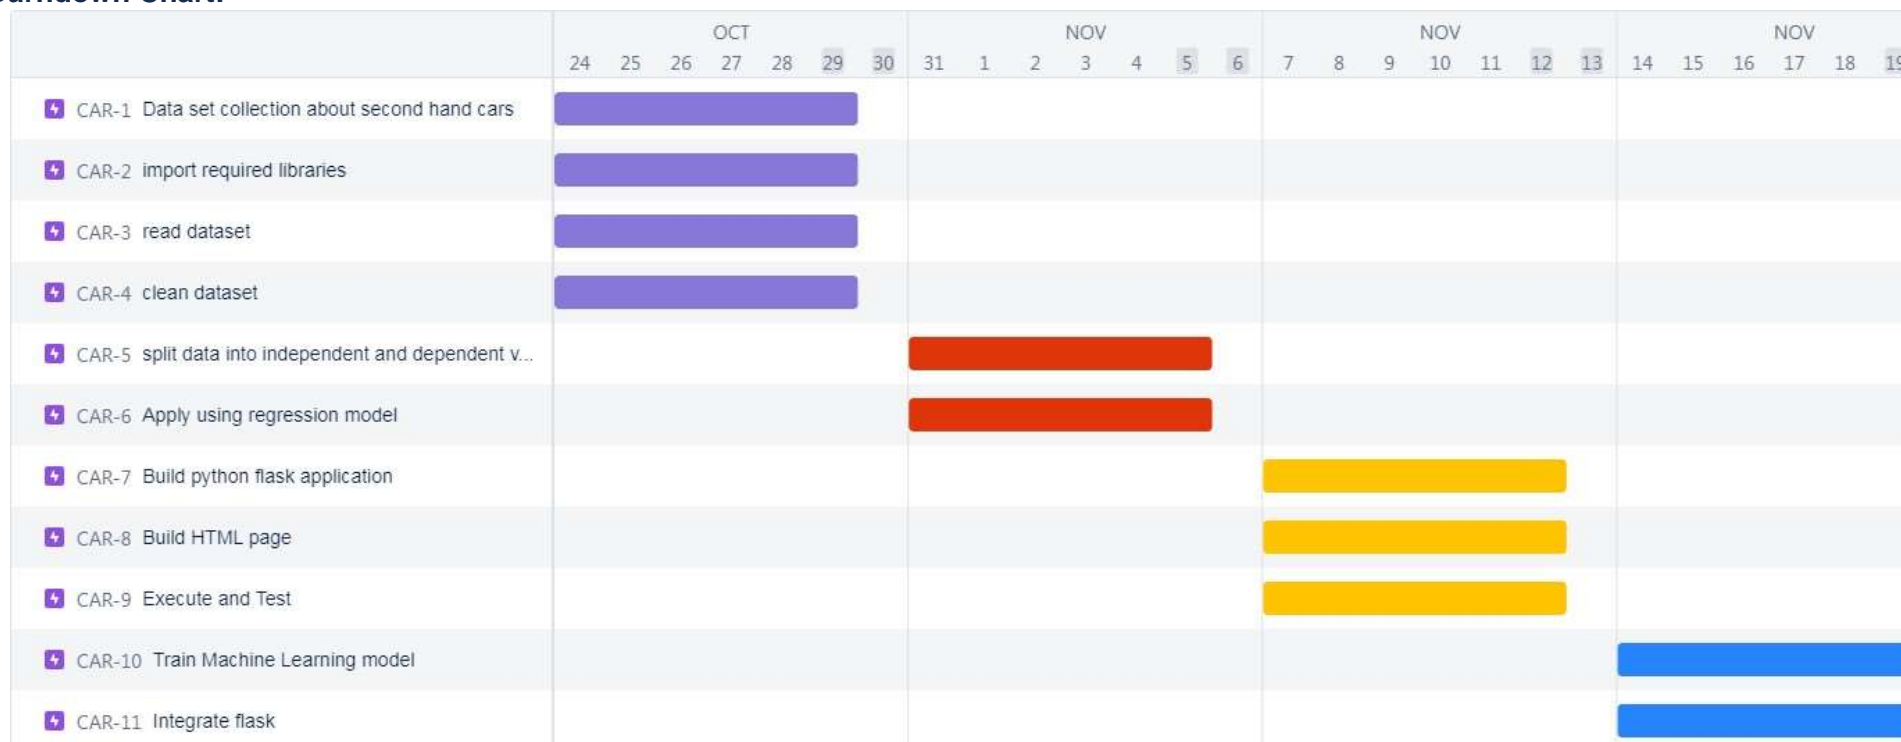 OCT NOV NOV NOV
24 25 26 27 28 29 30 31 1 2 3 4 5 6 7 8 9 10 11 12 13 14 15 16 17 18 19
CAR-1 Data set collection about second hand cars
CAR-2 import required libraries
CAR-3 read dataset
CAR-4 clean dataset
CAR-5 split data into independent and dependent v...
CAR-6 Apply using regression model
CAR-7 Build python flask application
CAR-8 Build HTML page
CAR-9 Execute and Test
CAR-10 Train Machine Learning model
CAR-11 Integrate flask